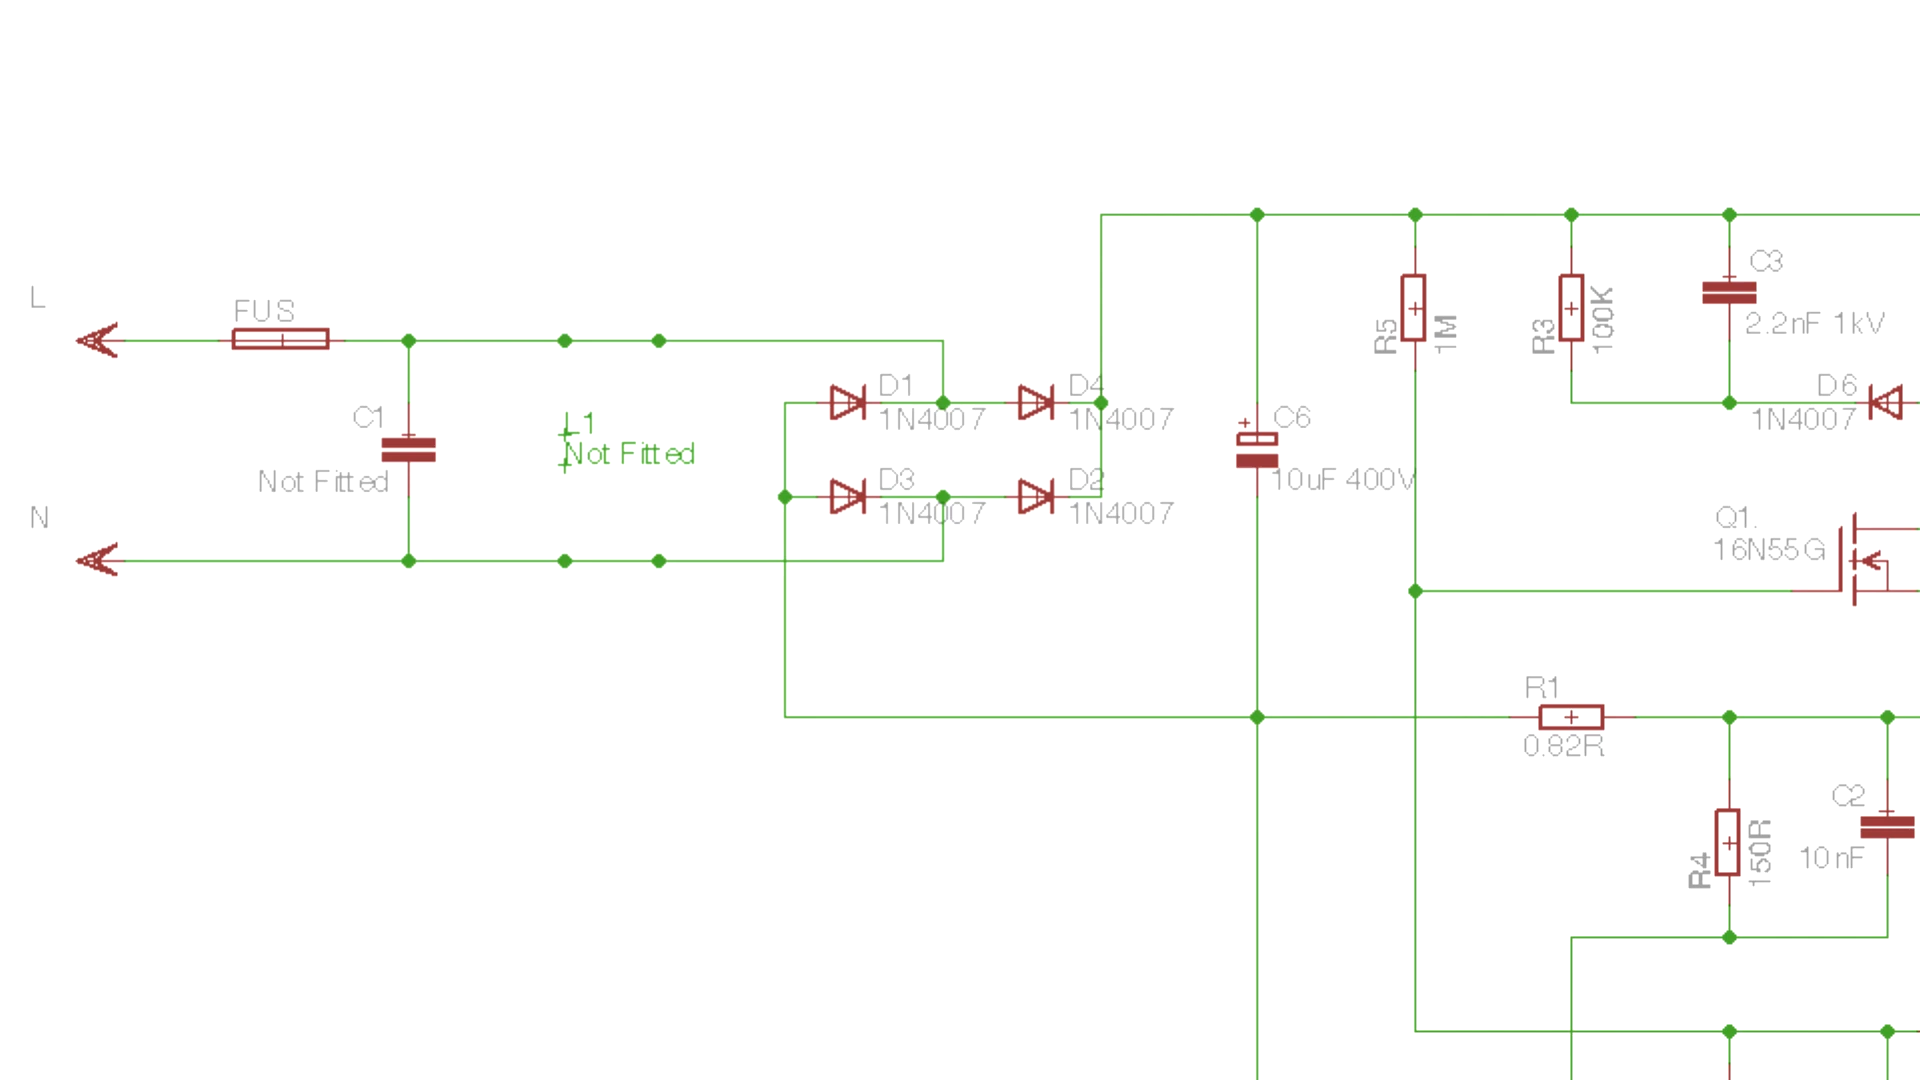 L
FUS
C1
Not Fitted
N
L1
Not Fitted
D1
1N4007
D4
1N4007
D3
1N4007
D2
1N4007
C6
10uF 400V
R5
1M
R3
100K
C3
2.2nF 1kV
D6
1N4007
Q1.
16N55G
R1
0.82R
R4
150R
C2
10nF